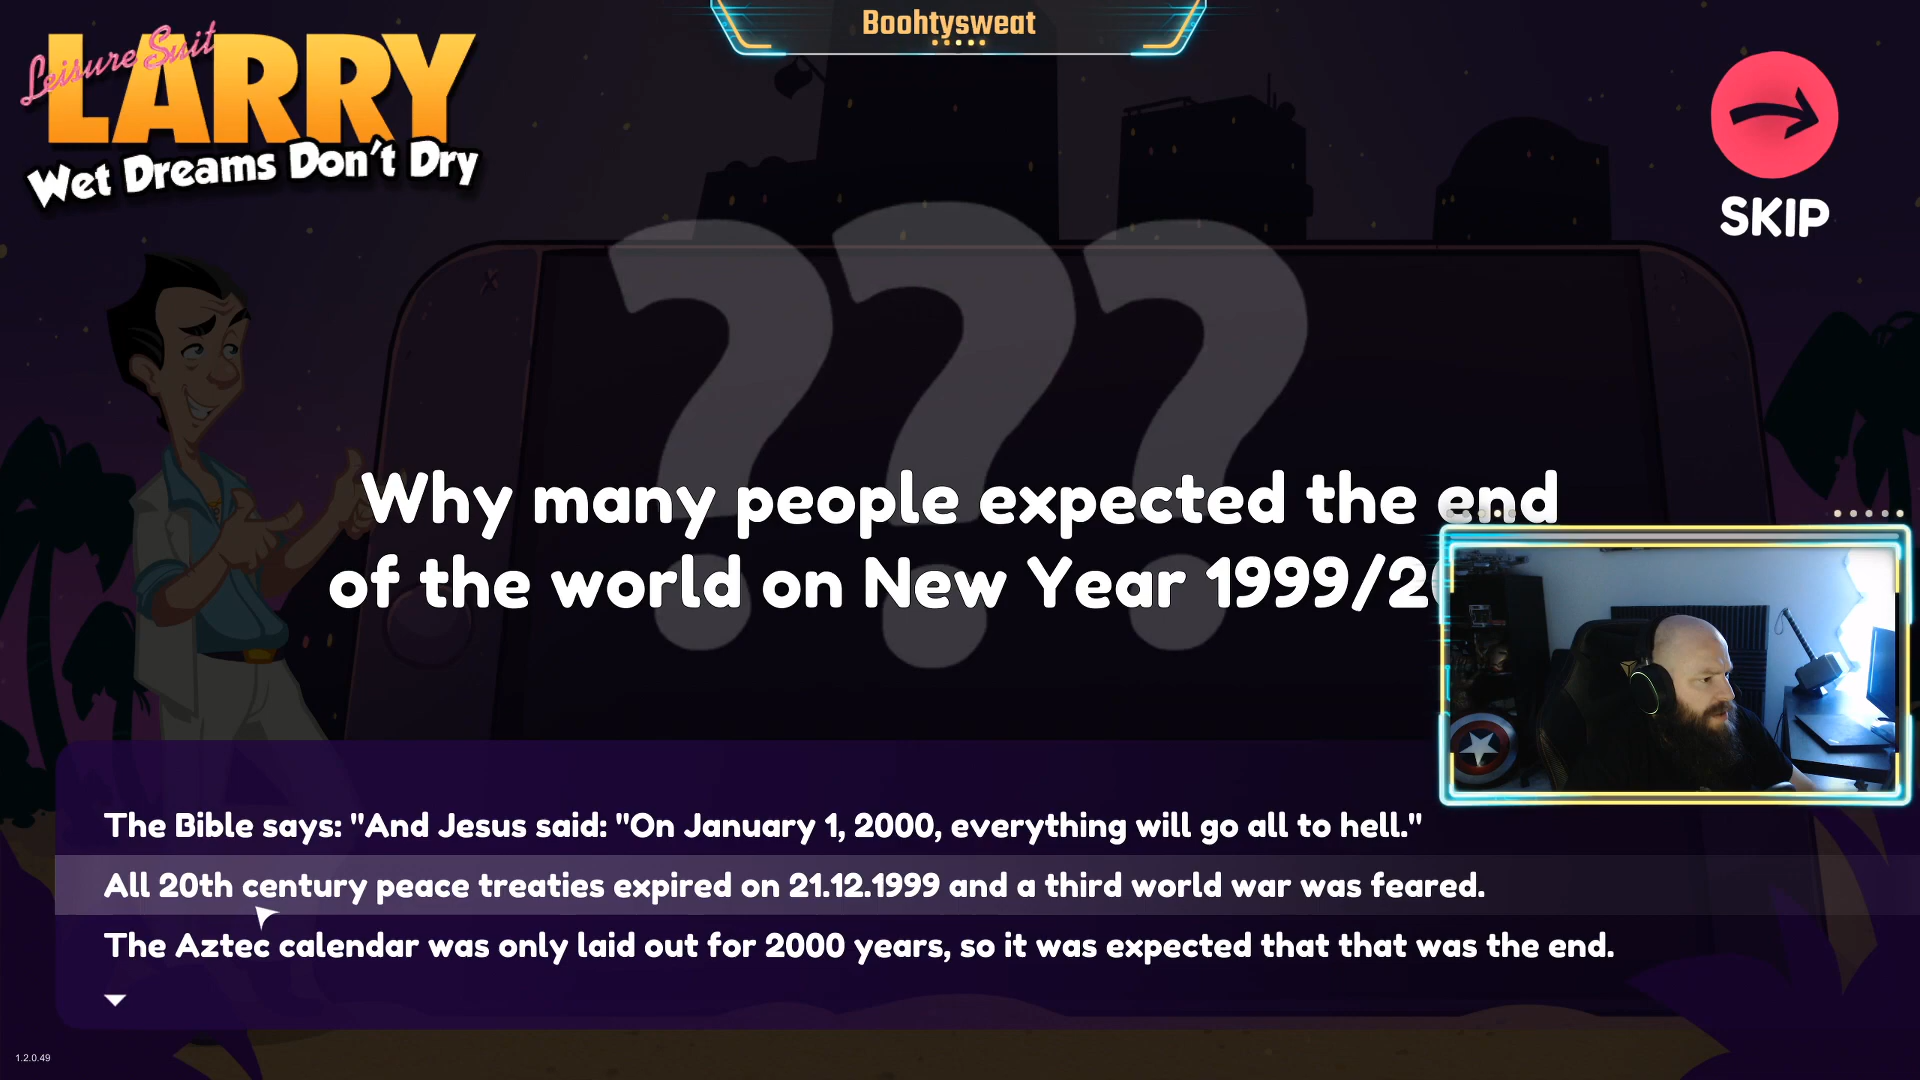 Boohtysweat
Leisure Suit
LARRY
Wet Dreams Don't Dry
SKIP
???
Why many people expected the end
of the world on New Year 1999/2
The Bible says: "And Jesus said: "On January 1, 2000, everything will go all to hell."
All 20th century peace treaties expired on 21.12.1999 and a third world war was feared.
The Aztec calendar was only laid out for 2000 years, so it was expected that that was the end.
1.2.0.49